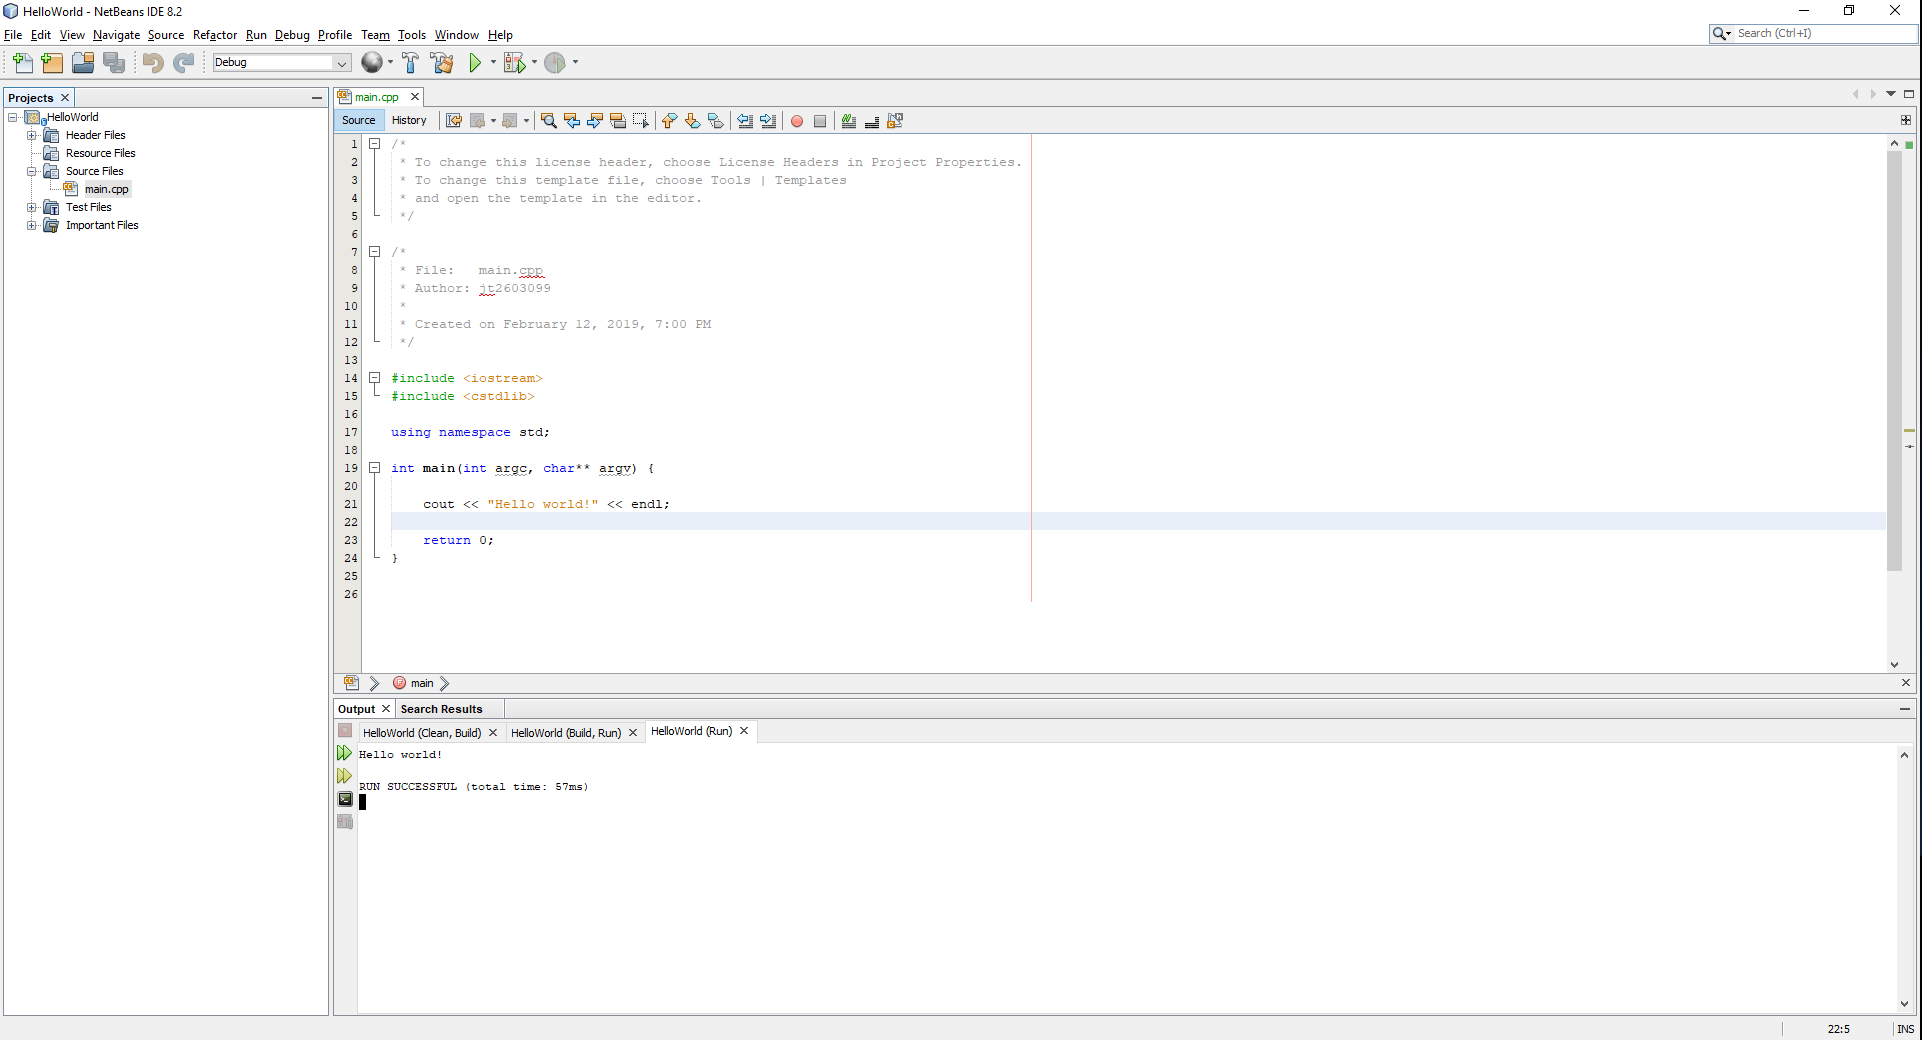 HelloWorld - NetBeans IDE 8.2
File Edit View Navigate Source Refactor Run Debug Profile Team Tools Window Help
Search (Ctrl+I)
Debug
Projects
HelloWorld
Header Files
Resource Files
Source Files
main.cpp
Test Files
Important Files
main.cpp
Source History
1 /*
2 * To change this license header, choose License Headers in Project Properties.
3 * To change this template file, choose Tools | Templates
4 * and open the template in the editor.
5 */
6
7 /*
8 * File:   main.cpp
9 * Author: jt2603099
10 *
11 * Created on February 12, 2019, 7:00 PM
12 */
13
14 #include <iostream>
15 #include <cstdlib>
16
17 using namespace std;
18
19 int main(int argc, char** argv) {
20
21     cout << "Hello world!" << endl;
22
23     return 0;
24 }
25
26
main
Output Search Results
HelloWorld (Clean, Build) HelloWorld (Build, Run) HelloWorld (Run)
Hello world!
RUN SUCCESSFUL (total time: 57ms)
22:5 INS